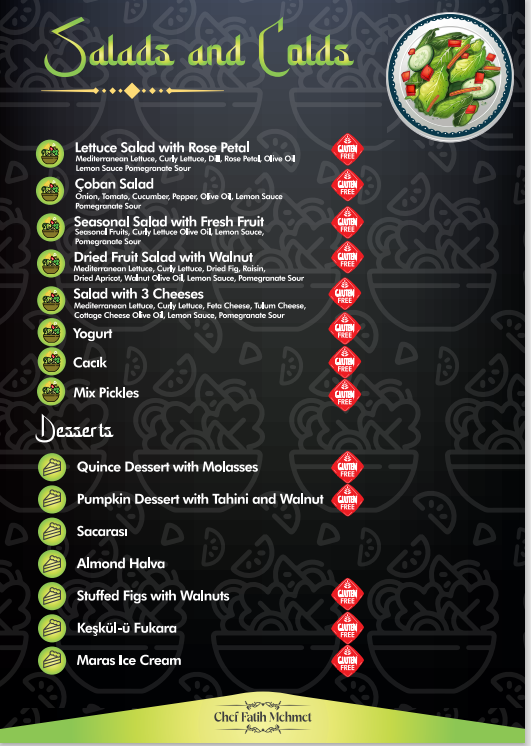 Salads and Colds
Lettuce Salad with Rose Petal
GLUTEN
FREE
Mediterranean Lettuce, Curly Lettuce, Dill, Rose Petal, Olive Oil
Lemon Sauce Pomegranate Sour
Çoban Salad
GLUTEN
FREE
Onion, Tomato, Cucumber, Pepper, Olive Oil, Lemon Sauce
Pomegranate Sour
Seasonal Salad with Fresh Fruit
GLUTEN
FREE
Seasonal Fruits, Curly Lettuce Olive Oil, Lemon Sauce,
Pomegranate Sour
Dried Fruit Salad with Walnut
GLUTEN
FREE
Mediterranean Lettuce, Curly Lettuce, Dried Fig, Raisin,
Dried Apricot, Walnut Olive Oil, Lemon Sauce, Pomegranate Sour
Salad with 3 Cheeses
GLUTEN
FREE
Mediterranean Lettuce, Curly Lettuce, Feta Cheese, Tulum Cheese,
Cottage Cheese Olive Oil, Lemon Sauce, Pomegranate Sour
Yogurt
GLUTEN
FREE
Cacık
GLUTEN
FREE
Mix Pickles
GLUTEN
FREE
Desserts
Quince Dessert with Molasses
GLUTEN
FREE
Pumpkin Dessert with Tahini and Walnut
GLUTEN
FREE
Sacarası
Almond Halva
Stuffed Figs with Walnuts
GLUTEN
FREE
Keşkül-ü Fukara
GLUTEN
FREE
Maras Ice Cream
GLUTEN
FREE
Chef Fatih Mehmet